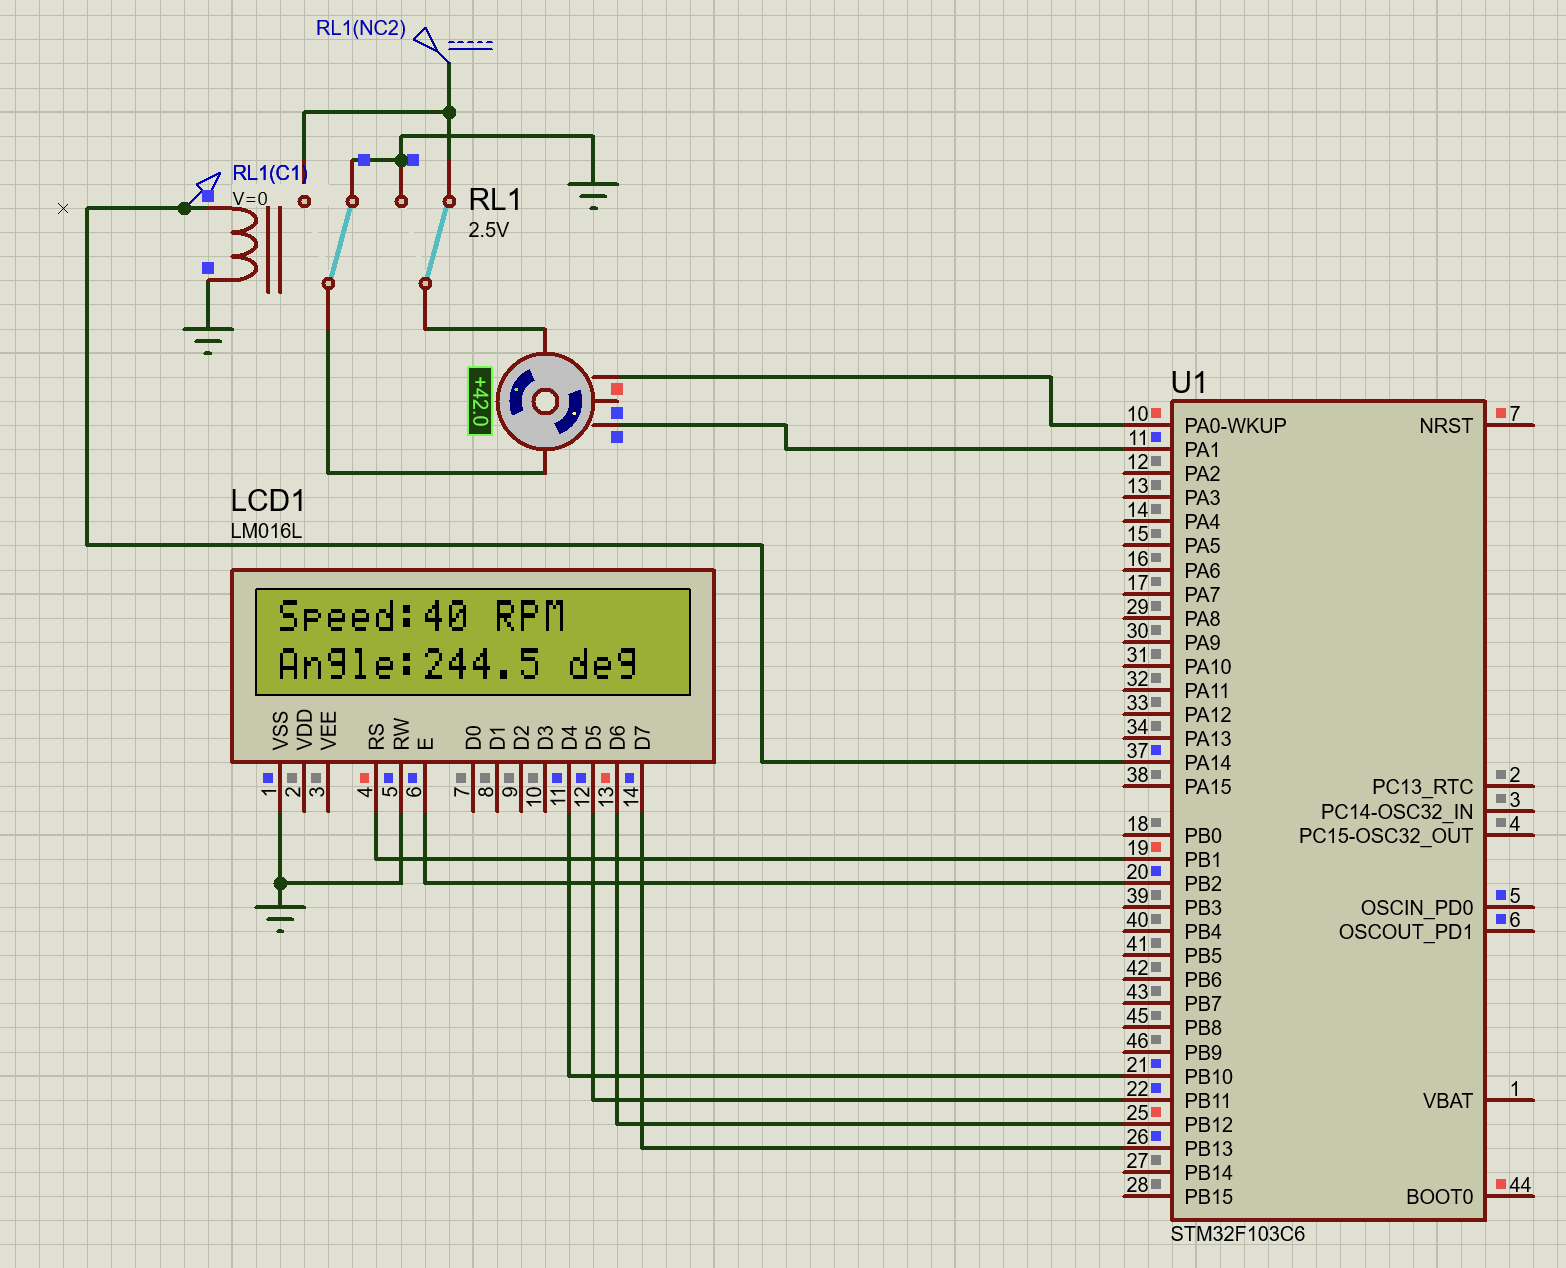 RL1(NC2)
RL1(C1)
V=0
RL1
2.5V
+42.0
LCD1
LM016L
Speed:40 RPM
Angle:244.5 deg
VSS VDD VEE RS RW E D0 D1 D2 D3 D4 D5 D6 D7
1 2 3 4 5 6 7 8 9 10 11 12 13 14
U1
10 PA0-WKUP NRST 7
11 PA1
12 PA2
13 PA3
14 PA4
15 PA5
16 PA6
17 PA7
29 PA8
30 PA9
31 PA10
32 PA11
33 PA12
34 PA13
37 PA14
38 PA15 PC13_RTC 2
PC14-OSC32_IN 3
18 PB0 PC15-OSC32_OUT 4
19 PB1
20 PB2
39 PB3 OSCIN_PD0 5
40 PB4 OSCOUT_PD1 6
41 PB5
42 PB6
43 PB7
45 PB8
46 PB9
21 PB10
22 PB11 VBAT 1
25 PB12
26 PB13
27 PB14
28 PB15 BOOT0 44
STM32F103C6